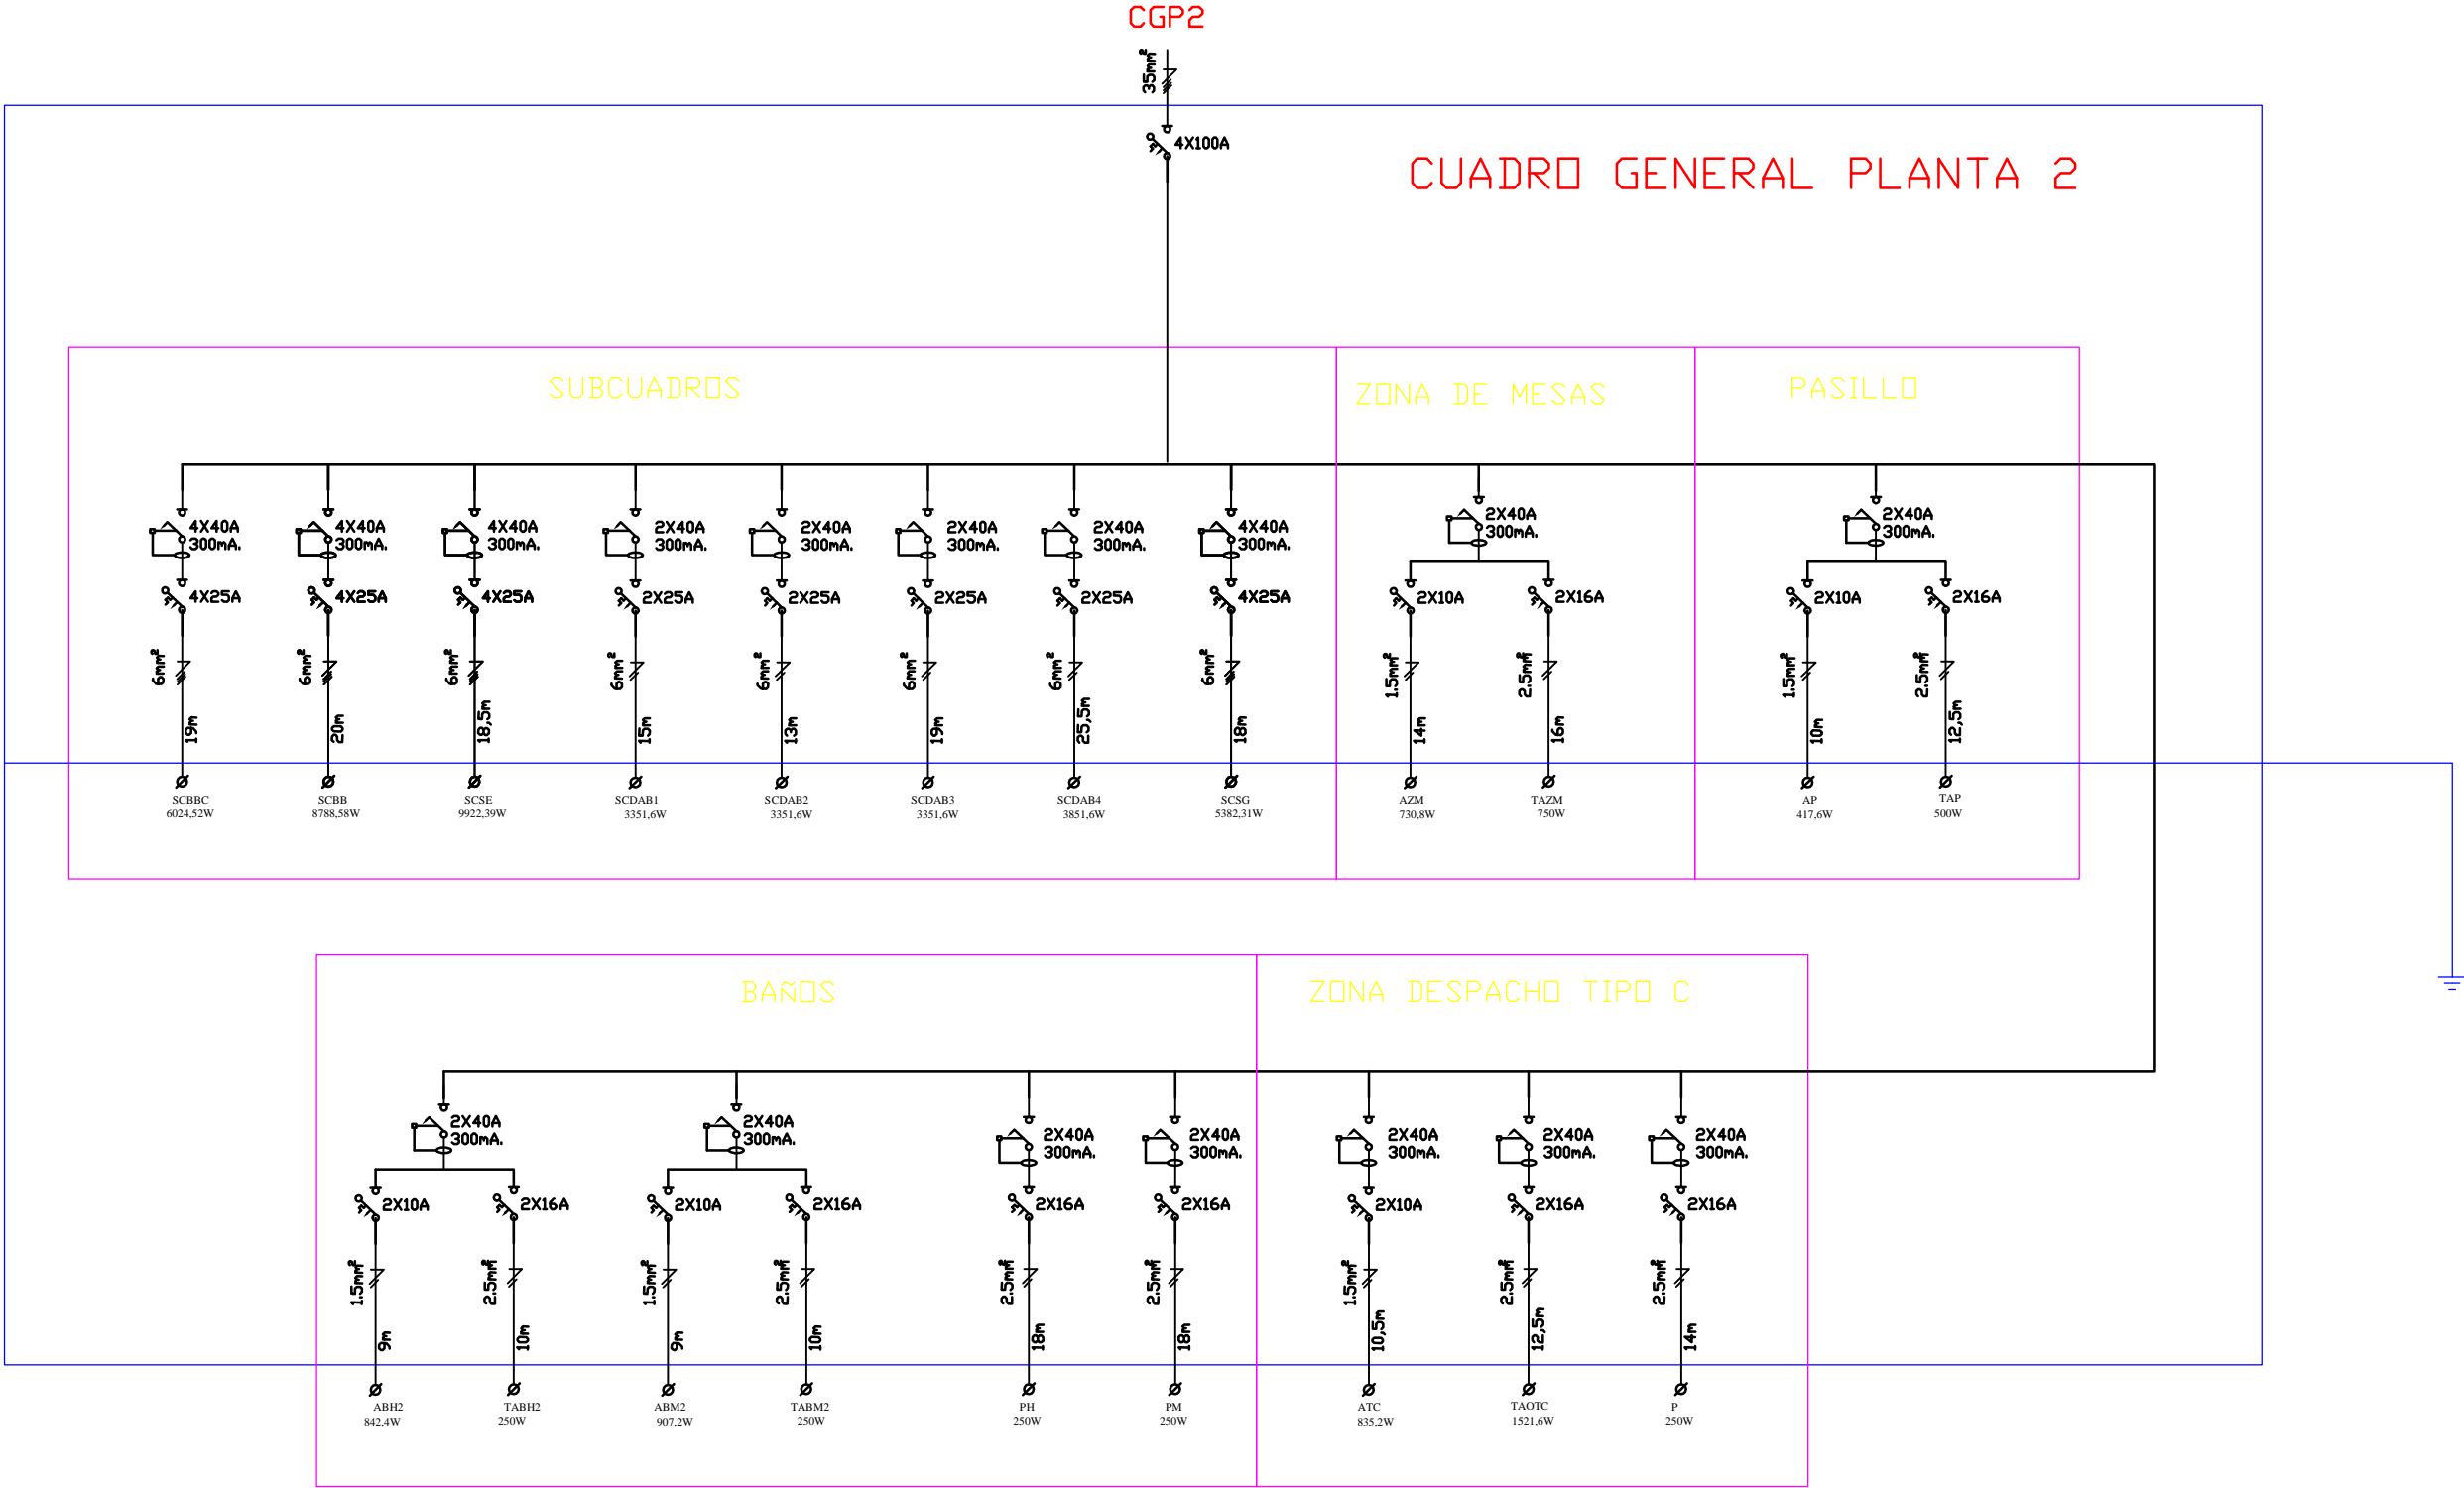 CGP2
35mm²
4X100A
CUADRO GENERAL PLANTA 2
SUBCUADROS
ZONA DE MESAS
PASILLO
4X40A
300mA.
4X25A
6mm²
19m
SCBBC
6024,52W
4X40A
300mA.
4X25A
6mm²
20m
SCBB
8788,58W
4X40A
300mA.
4X25A
6mm²
18,5m
SCSE
9922,39W
2X40A
300mA.
2X25A
6mm²
15m
SCDAB1
3351,6W
2X40A
300mA.
2X25A
6mm²
13m
SCDAB2
3351,6W
2X40A
300mA.
2X25A
6mm²
19m
SCDAB3
3351,6W
2X40A
300mA.
2X25A
6mm²
25,5m
SCDAB4
3851,6W
4X40A
300mA.
4X25A
6mm²
18m
SCSG
5382,31W
2X40A
300mA.
2X10A
1.5mm²
14m
AZM
730,8W
2X16A
2.5mm²
16m
TAZM
750W
2X40A
300mA.
2X10A
1.5mm²
10m
AP
417,6W
2X16A
2.5mm²
12,5m
TAP
500W
BAÑOS
ZONA DESPACHO TIPO C
2X40A
300mA.
2X10A
1.5mm²
9m
ABH2
842,4W
2X16A
2.5mm²
10m
TABH2
250W
2X40A
300mA.
2X10A
1.5mm²
9m
ABM2
907,2W
2X16A
2.5mm²
10m
TABM2
250W
2X40A
300mA.
2X16A
2.5mm²
18m
PH
250W
2X40A
300mA.
2X16A
2.5mm²
18m
PM
250W
2X40A
300mA.
2X10A
1.5mm²
10,5m
ATC
835,2W
2X40A
300mA.
2X16A
2.5mm²
12,5m
TAOTC
1521,6W
2X40A
300mA.
2X16A
2.5mm²
14m
P
250W